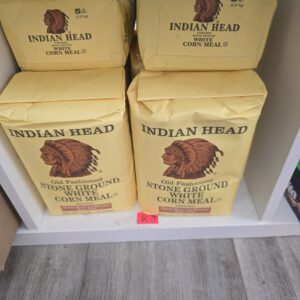 5
INDIAN HEAD
WHITE
CORN MEAL
INDIAN HEAD
WHITE
CORN MEAL
INDIAN HEAD
Old Fashioned
STONE GROUND
WHITE
CORN MEAL
INDIAN HEAD
Old Fashioned
STONE GROUND
WHITE
CORN MEAL